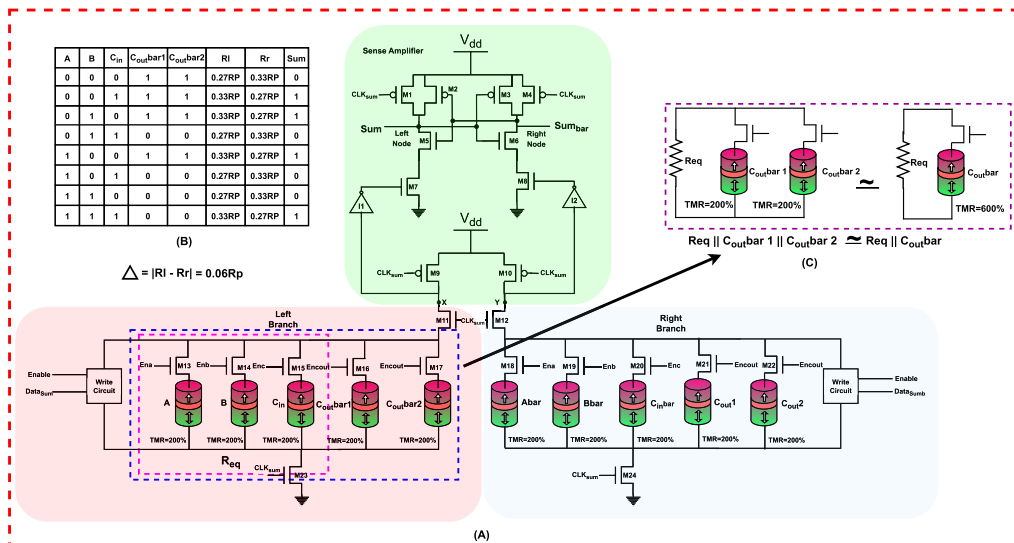 Sense Amplifier
Vdd
CLKsum
M1
M2
M3
M4
CLKsum
Sum
Left Node
M5
M6
Right Node
Sumbar
M7
M8
I1
I2
Vdd
CLKsum
M9
M10
CLKsum
X
Y
M11
CLKsum
M12
A B Cin Coutbar1 Coutbar2 Rl Rr Sum
0 0 0 1 1 0.27RP 0.33RP 0
0 0 1 1 1 0.33RP 0.27RP 1
0 1 0 1 1 0.33RP 0.27RP 1
0 1 1 0 0 0.27RP 0.33RP 0
1 0 0 1 1 0.33RP 0.27RP 1
1 0 1 0 0 0.27RP 0.33RP 0
1 1 0 0 0 0.27RP 0.33RP 0
1 1 1 0 0 0.33RP 0.27RP 1
(B)
△ = |Rl - Rr| = 0.06Rp
Req
Coutbar 1
Coutbar 2
TMR=200%
TMR=200%
≃
Req
Coutbar
TMR=600%
Req || Coutbar 1 || Coutbar 2 ≃ Req || Coutbar
(C)
Left Branch
Enable
DataSum
Write Circuit
Ena
M13
Enb
M14
Enc
M15
Encout
M16
Encout
M17
A
B
Cin
Coutbar1
Coutbar2
TMR=200%
TMR=200%
TMR=200%
TMR=200%
TMR=200%
Req
CLKsum
M23
Right Branch
M18
Ena
M19
Enb
M20
Enc
M21
Encout
M22
Encout
Abar
Bbar
Cinbar
Cout1
Cout2
TMR=200%
TMR=200%
TMR=200%
TMR=200%
TMR=200%
Write Circuit
Enable
DataSumb
CLKsum
M24
(A)